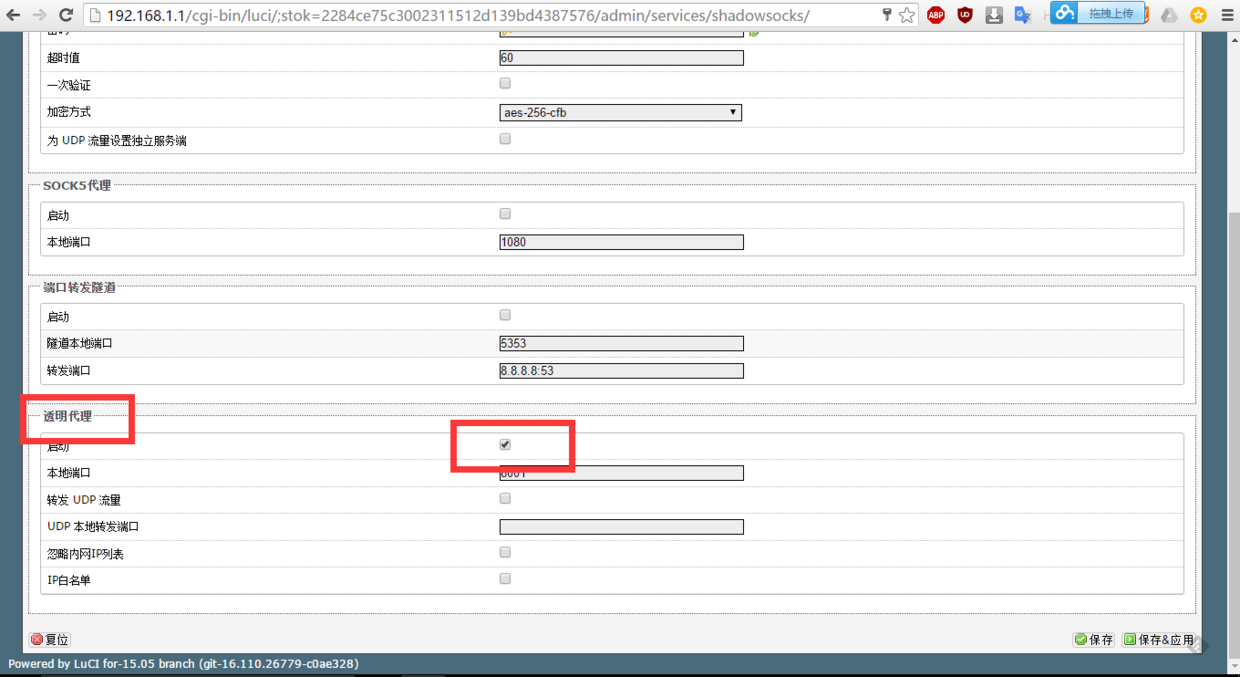 192.168.1.1/cgi-bin/luci/;stok=2284ce75c3002311512d139bd4387576/admin/services/shadowsocks/
ABP
拖拽上传
超时值
60
一次验证
加密方式
aes-256-cfb
为 UDP 流量设置独立服务端
SOCK5代理
启动
本地端口
1080
端口转发隧道
启动
隧道本地端口
5353
转发端口
8.8.8.8:53
透明代理
启动
本地端口
转发 UDP 流量
UDP 本地转发端口
忽略内网IP列表
IP白名单
复位
保存
保存&应用
Powered by LuCI for-15.05 branch (git-16.110.26779-c0ae328)